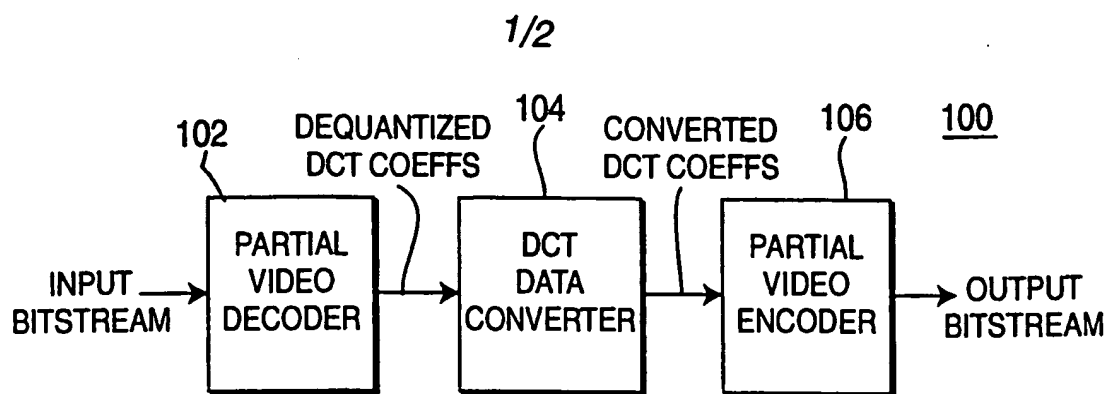 1/2
102
DEQUANTIZED
DCT COEFFS
104
CONVERTED
DCT COEFFS
106
100
INPUT
BITSTREAM
PARTIAL
VIDEO
DECODER
DCT
DATA
CONVERTER
PARTIAL
VIDEO
ENCODER
OUTPUT
BITSTREAM